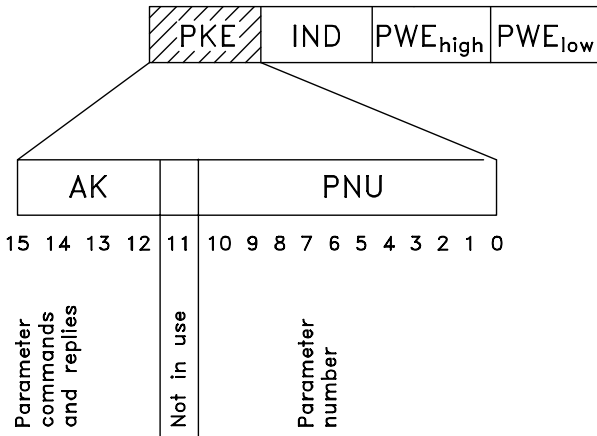 PKE IND PWEhigh PWElow
AK PNU
15 14 13 12 11 10 9 8 7 6 5 4 3 2 1 0
Parameter
commands
and replies
Not in use
Parameter
number